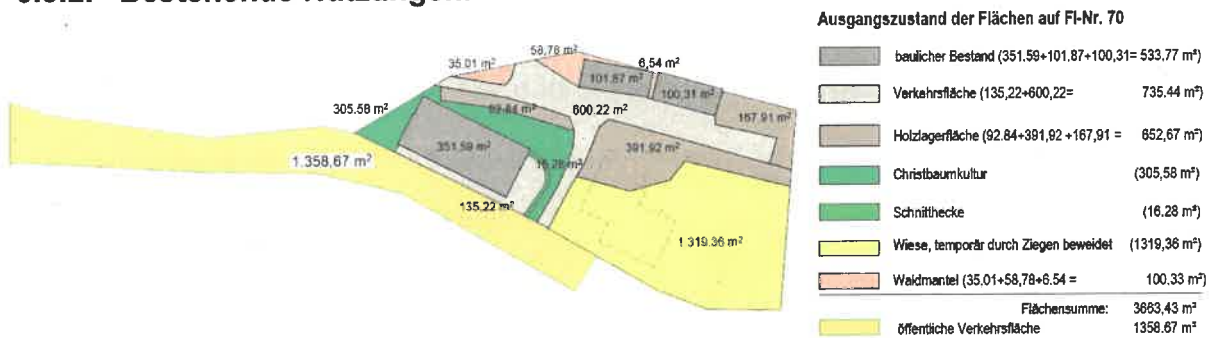 Ausgangszustand der Flächen auf Fl-Nr. 70
baulicher Bestand (351.59+101.87+100,31= 533,77 m²)
Verkehrsfläche (135,22+600,22= 735.44 m²)
Holzlagerfläche (92.84+391,92 +167,91 = 652,67 m²)
Christbaumkultur (305,58 m²)
Schnitthecke (16.28 m²)
Wiese, temporär durch Ziegen beweidet (1319,36 m²)
Waldmantel (35,01+58,78+6.54 = 100.33 m²)
Flächensumme: 3663,43 m²
öffentliche Verkehrsfläche 1358.67 m²
58,78 m²
35.01 m²
6,54 m²
101,87 m²
100,31 m²
305.58 m²
92.84 m²
600.22 m²
167,91 m²
351.59 m²
391,92 m²
1.358,67 m²
16.28 m²
135,22 m²
1 319.36 m²